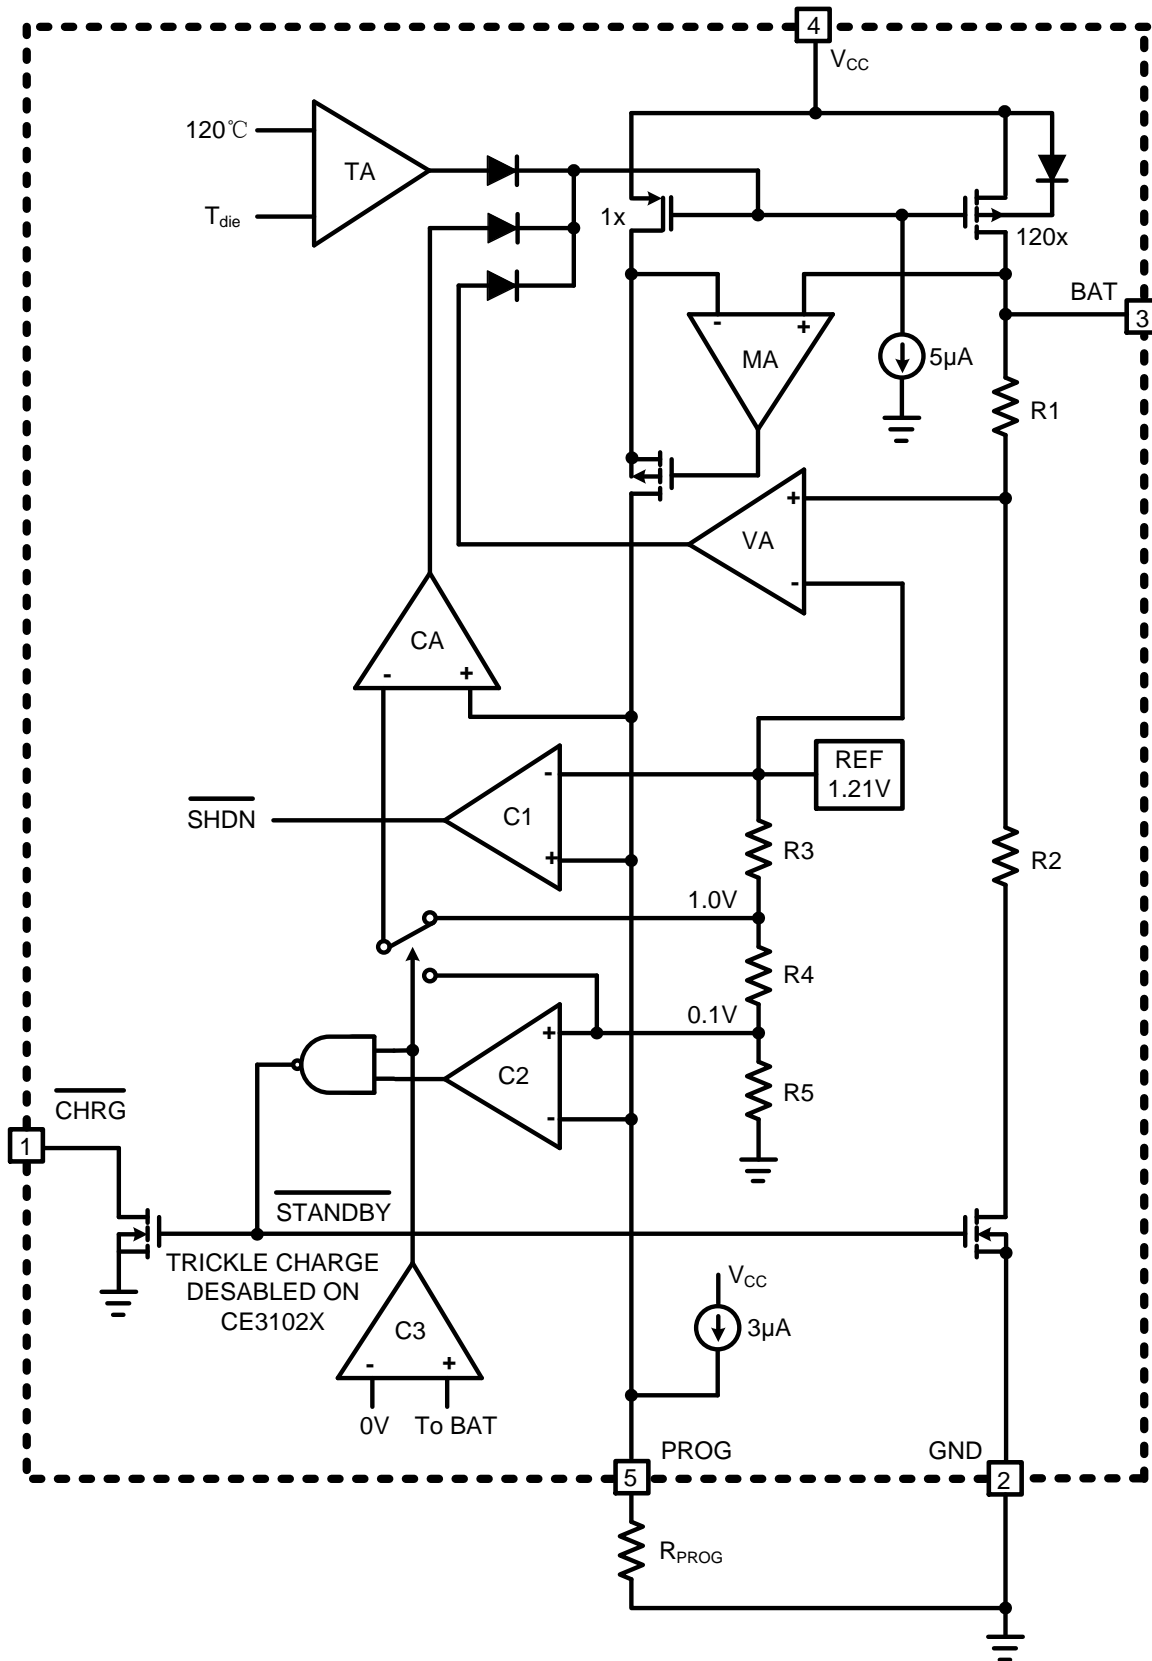 4
VCC
120℃
TA
Tdie
1x
120x
BAT
3
-
+
MA
5µA
R1
+
VA
-
CA
-
+
REF
1.21V
-
SHDN
C1
+
R3
R2
1.0V
R4
0.1V
+
C2
R5
-
CHRG
1
STANDBY
TRICKLE CHARGE
DESABLED ON
CE3102X
VCC
C3
3µA
-
+
0V
To BAT
PROG
GND
5
2
RPROG